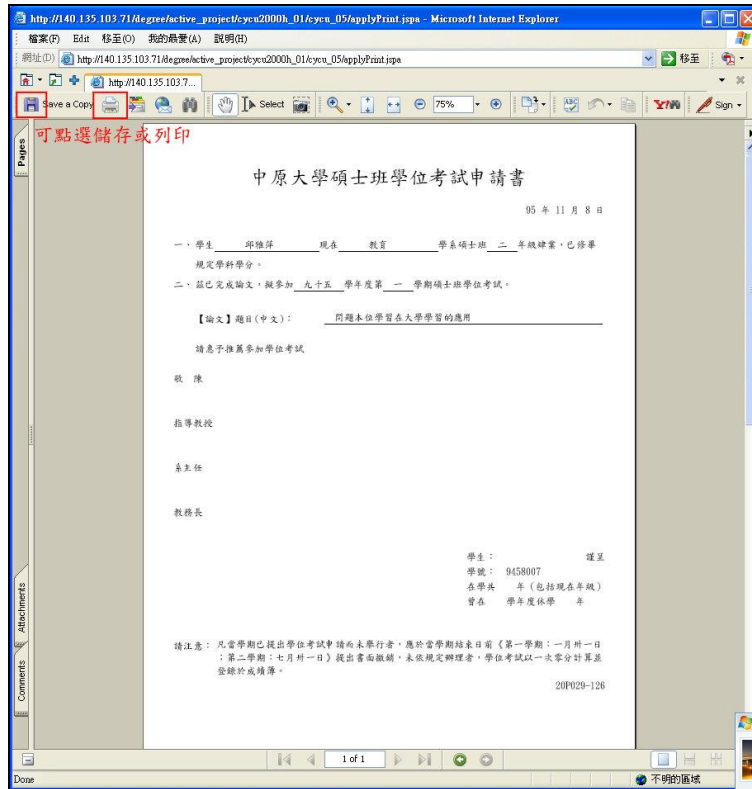 http://140.135.103.71/degree/active_project/cycu2000h_01/cycu_05/applyPrint.jspa - Microsoft Internet Explorer
檔案(F) Edit 移至(O) 我的最愛(A) 說明(H)
網址(D) http://140.135.103.71/degree/active_project/cycu2000h_01/cycu_05/applyPrint.jspa 移至
http://140.135.103.7...
Save a Copy Select 75% Y! Sign
可點選儲存或列印
Pages
中原大學碩士班學位考試申請書
95 年 11 月 8 日
一、學生 邱雅萍 現在 教育 學系碩士班 二 年級肄業,已修畢
規定學科學分。
二、茲已完成論文,擬參加 九十五 學年度第 一 學期碩士班學位考試。
【論文】題目(中文): 問題本位學習在大學學習的應用
請惠予推薦參加學位考試
敬 陳
指導教授
系主任
教務長
學生: 謹呈
學號: 9458007
在學共 年(包括現在年級)
曾在 學年度休學 年
請注意: 凡當學期已提出學位考試申請而未舉行者,應於當學期結束日前《第一學期:一月卅一日
;第二學期:七月卅一日》提出書面撤銷,未依規定辦理者,學位考試以一次零分計算並
登錄於成績簿。
20P029-126
Attachments
Comments
1 of 1
Done 不明的區域